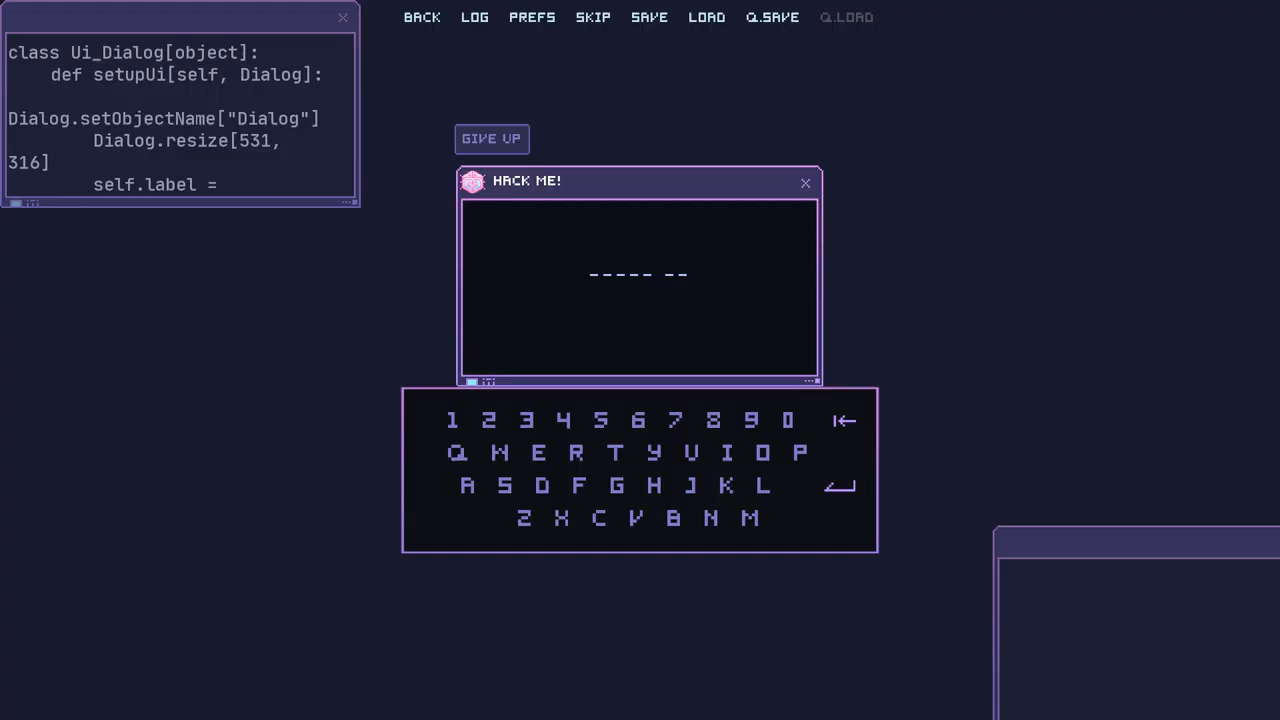 BACK LOG PREFS SKIP SAVE LOAD Q.SAVE Q.LOAD
class Ui_Dialog[object]:
def setupUi[self, Dialog]:
Dialog.setObjectName["Dialog"]
Dialog.resize[531,
316]
self.label =
GIVE UP
HACK ME!
----- --
1 2 3 4 5 6 7 8 9 0
Q W E R T Y U I O P
A S D F G H J K L
Z X C V B N M